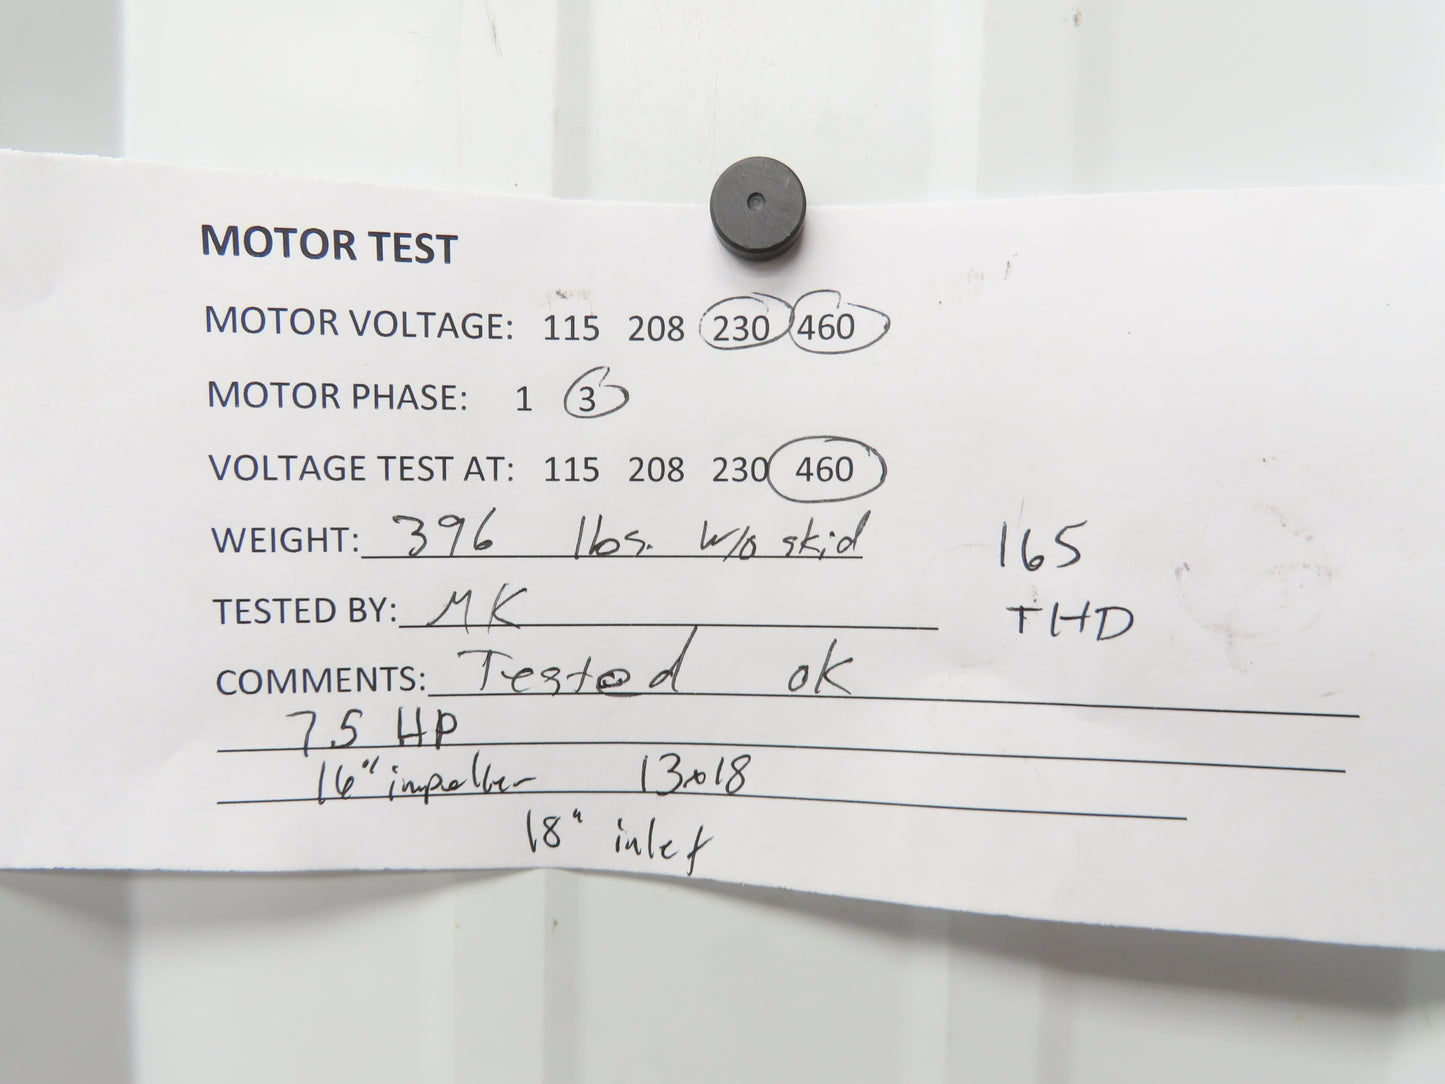 MOTOR TEST
MOTOR VOLTAGE: 115 208 230 460
MOTOR PHASE: 1 3
VOLTAGE TEST AT: 115 208 230 460
WEIGHT: 396 lbs. w/o skid
165
TESTED BY: MK
THD
COMMENTS: Tested ok
7.5 HP
16" impeller 13x18
18" inlet